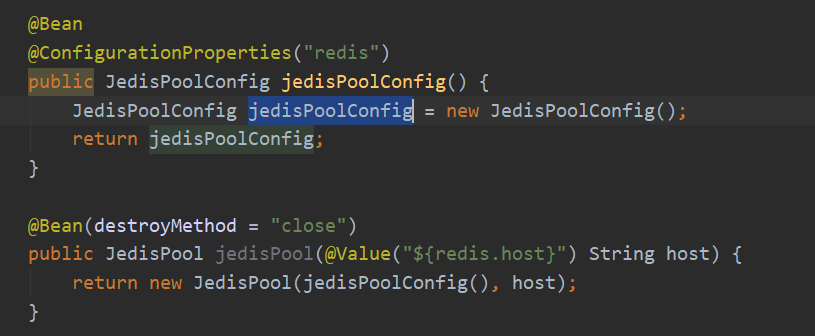 @Bean
@ConfigurationProperties("redis")
public JedisPoolConfig jedisPoolConfig() {
    JedisPoolConfig jedisPoolConfig = new JedisPoolConfig();
    return jedisPoolConfig;
}
@Bean(destroyMethod = "close")
public JedisPool jedisPool(@Value("${redis.host}") String host) {
    return new JedisPool(jedisPoolConfig(), host);
}